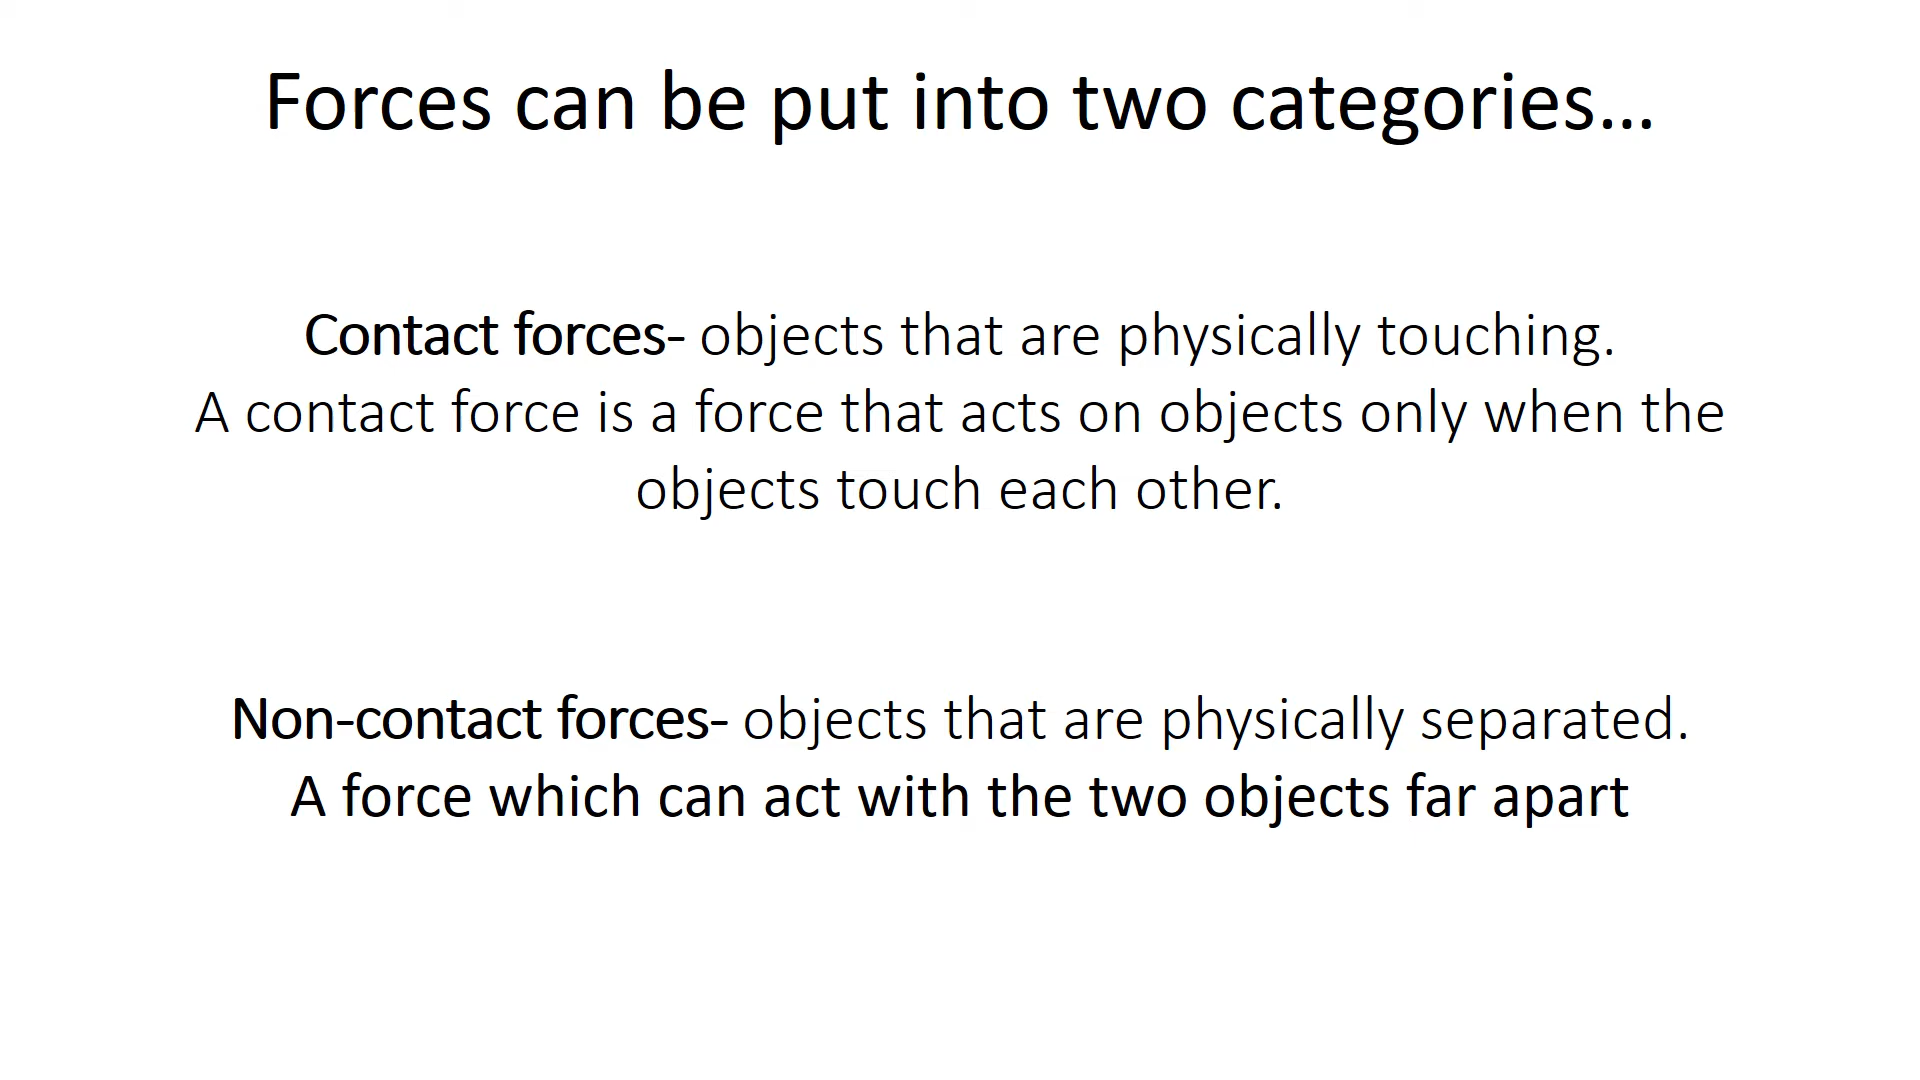 Forces can be put into two categories...
Contact forces- objects that are physically touching.
A contact force is a force that acts on objects only when the
objects touch each other.
Non-contact forces- objects that are physically separated.
A force which can act with the two objects far apart